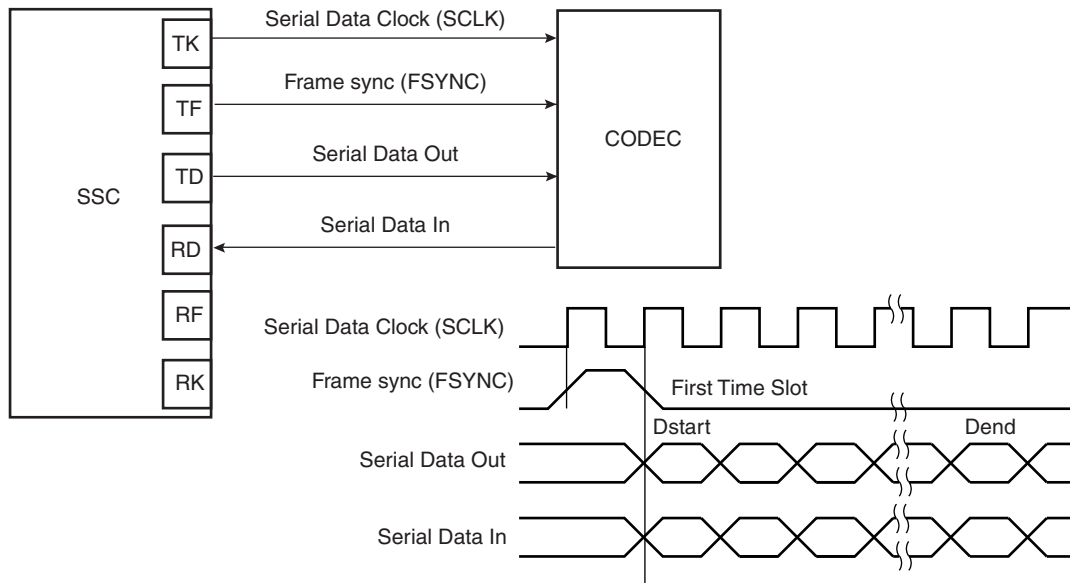 Serial Data Clock (SCLK)
TK
Frame sync (FSYNC)
TF
CODEC
Serial Data Out
TD
SSC
Serial Data In
RD
RF
Serial Data Clock (SCLK)
RK
Frame sync (FSYNC)
First Time Slot
Dstart
Dend
Serial Data Out
Serial Data In